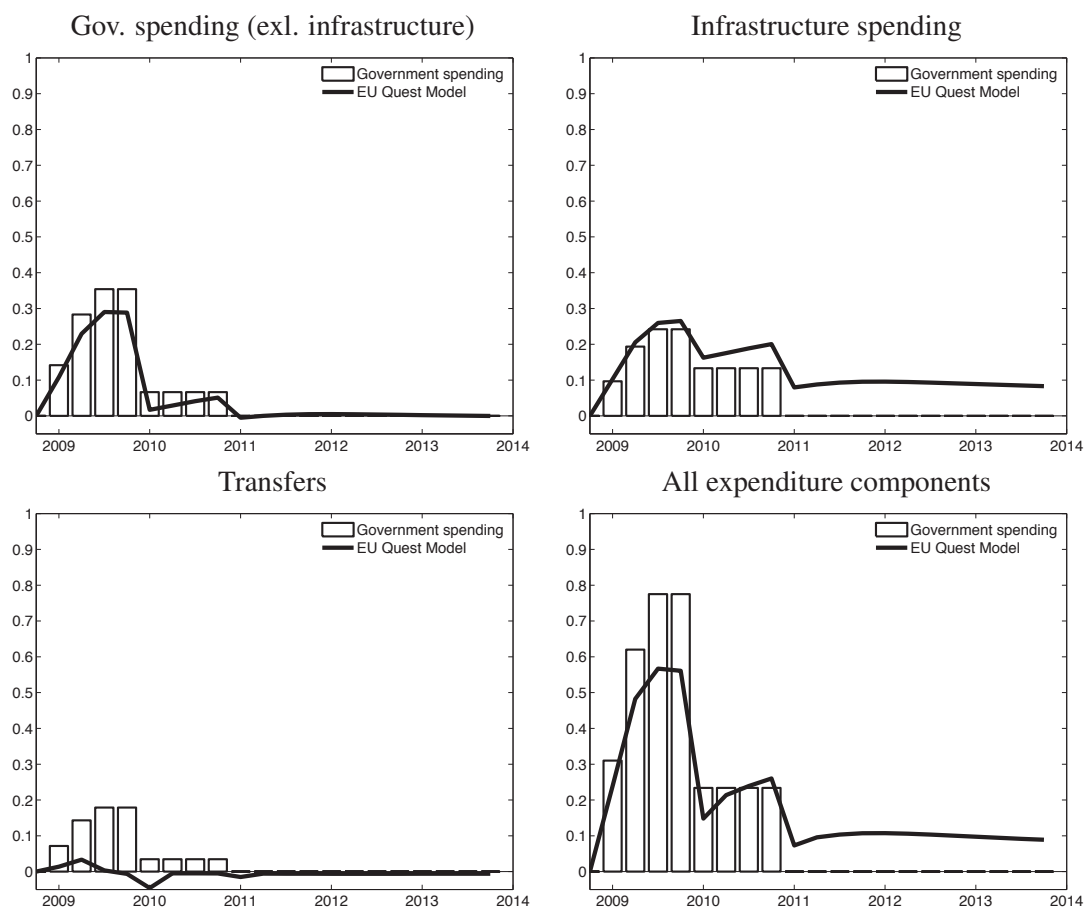 Gov. spending (exl. infrastructure)
1
0.9
0.8
0.7
0.6
0.5
0.4
0.3
0.2
0.1
0
Government spending
EU Quest Model
2009 2010 2011 2012 2013 2014
Infrastructure spending
1
0.9
0.8
0.7
0.6
0.5
0.4
0.3
0.2
0.1
0
Government spending
EU Quest Model
2009 2010 2011 2012 2013 2014
Transfers
1
0.9
0.8
0.7
0.6
0.5
0.4
0.3
0.2
0.1
0
Government spending
EU Quest Model
2009 2010 2011 2012 2013 2014
All expenditure components
1
0.9
0.8
0.7
0.6
0.5
0.4
0.3
0.2
0.1
0
Government spending
EU Quest Model
2009 2010 2011 2012 2013 2014